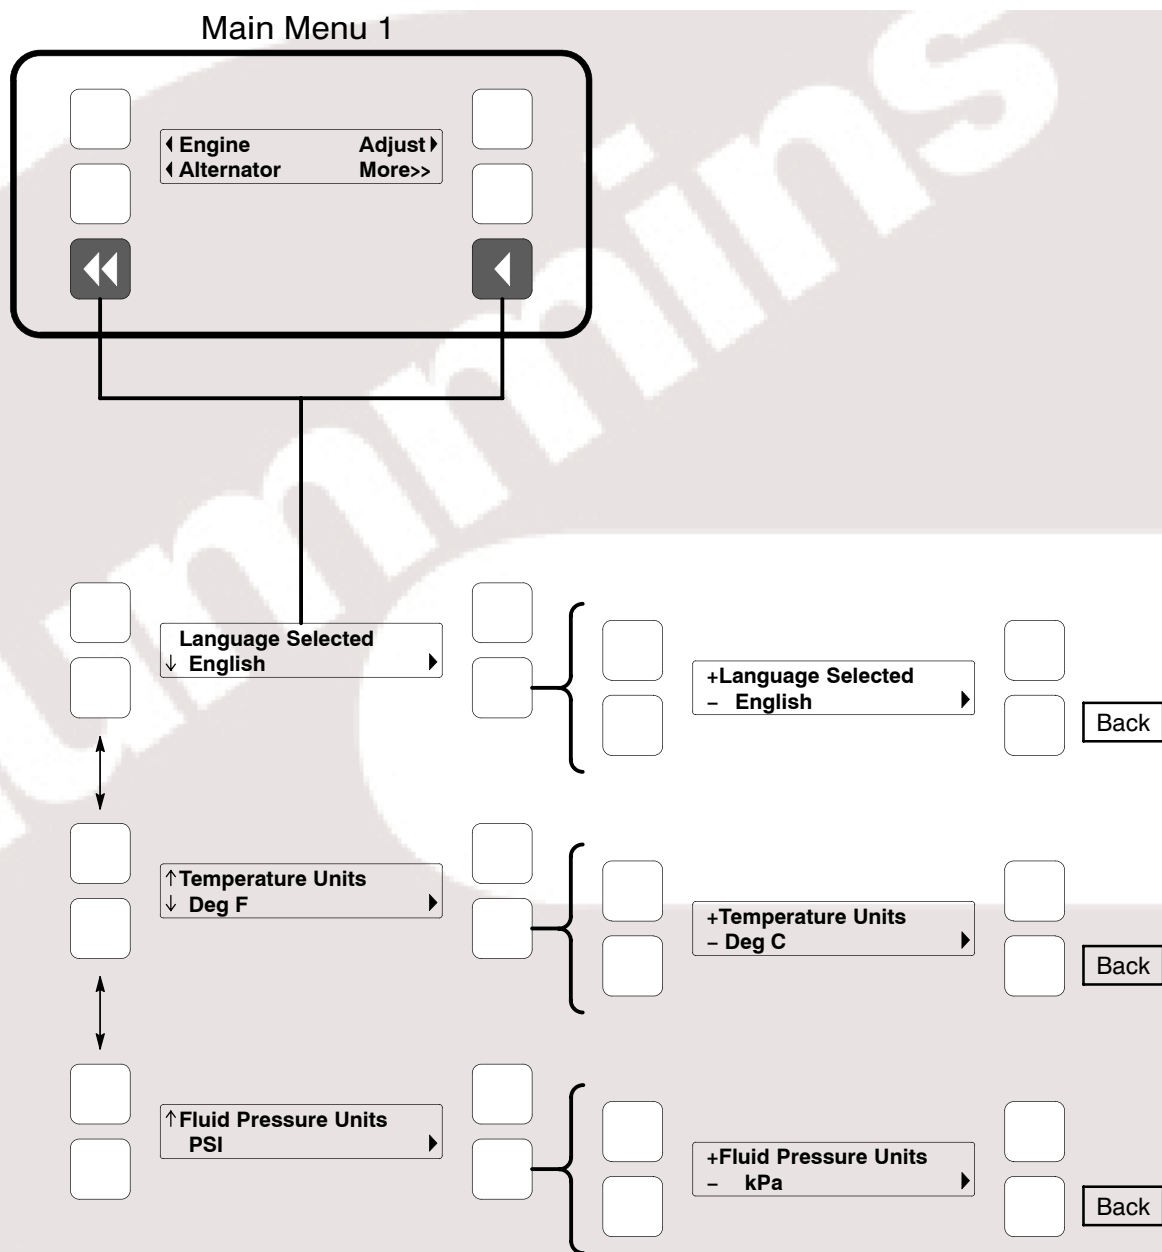 Main Menu 1
Engine Adjust
Alternator More>>
Language Selected
↓ English
+Language Selected
– English
Back
↑Temperature Units
↓ Deg F
+Temperature Units
– Deg C
Back
↑Fluid Pressure Units
PSI
+Fluid Pressure Units
– kPa
Back
ummins